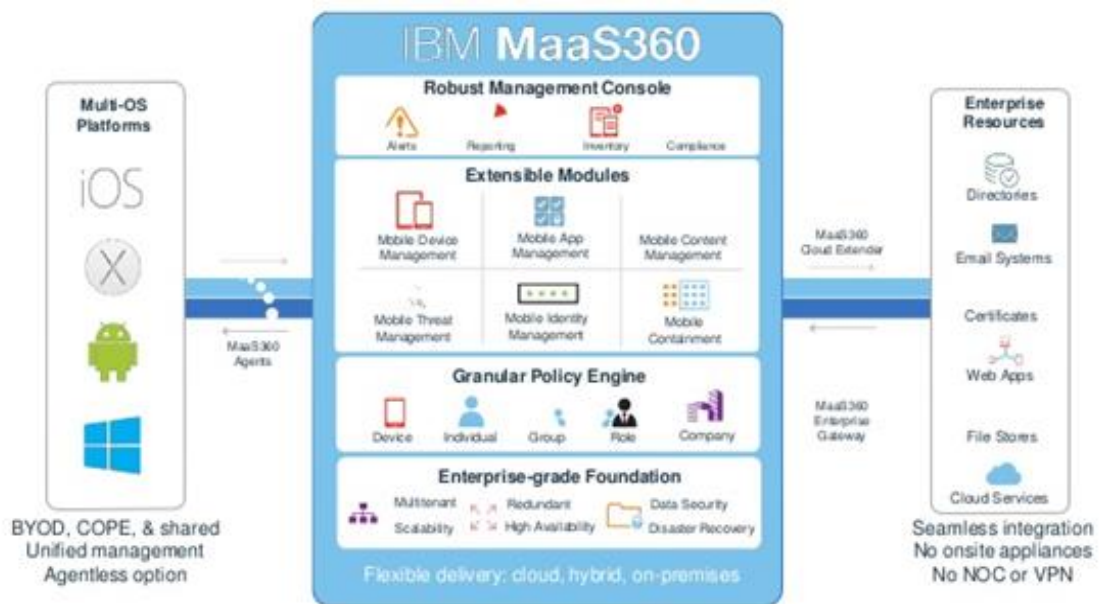 IBM MaaS360
Multi-OS
Platforms
iOS
X
MaaS360
Agents
BYOD, COPE, & shared
Unified management
Agentless option
Robust Management Console
Alerts
Reporting
Inventory
Compliance
Extensible Modules
Mobile Device
Management
Mobile App
Management
Mobile Content
Management
Mobile Threat
Management
Mobile Identity
Management
Mobile
Containment
Granular Policy Engine
Device
Individual
Group
Role
Company
Enterprise-grade Foundation
Multitenant
Scalability
Redundant
High Availability
Data Security
Disaster Recovery
Flexible delivery: cloud, hybrid, on-premises
MaaS360
Cloud Extender
MaaS360
Enterprise
Gateway
Enterprise
Resources
Directories
Email Systems
Certificates
Web Apps
File Stores
Cloud Services
Seamless integration
No onsite appliances
No NOC or VPN